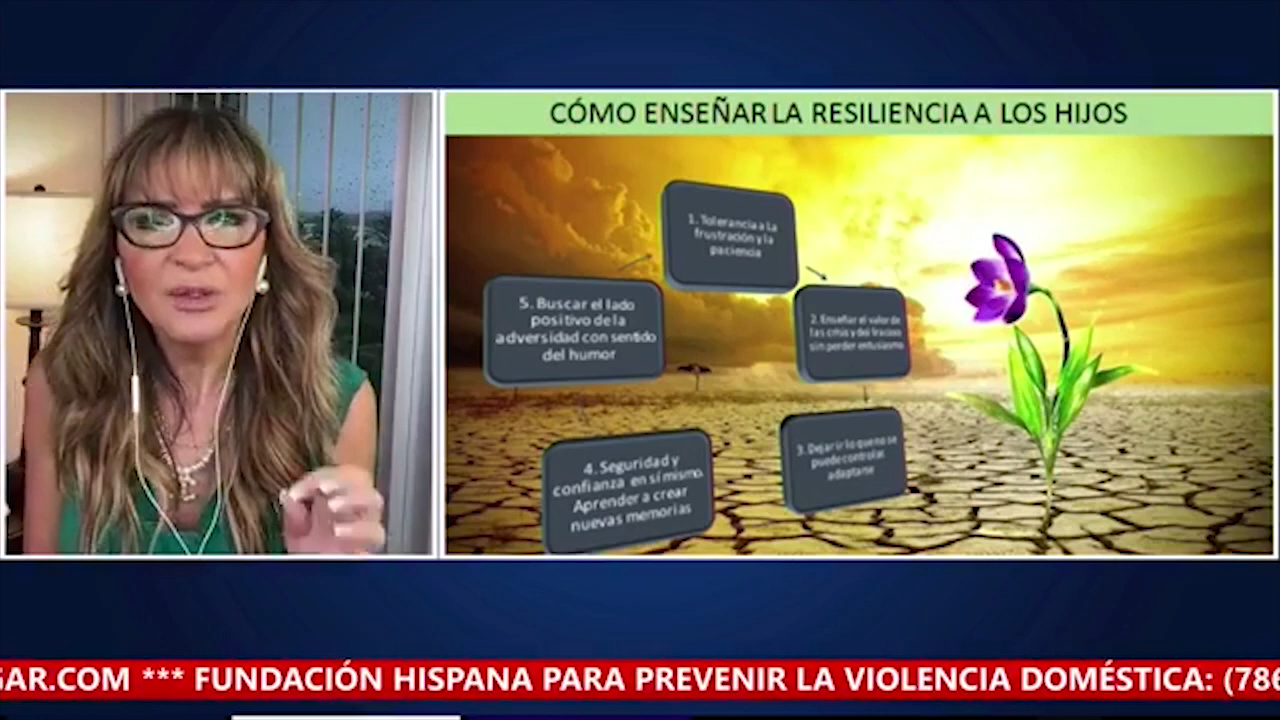 CÓMO ENSEÑAR LA RESILIENCIA A LOS HIJOS
1. Tolerancia a la
frustración y la
paciencia
2. Enseñar el valor de
las crisis y del fracaso
sin perder entusiasmo
3. Dejar ir lo que no se
puede controlar,
adaptarse
4. Seguridad y
confianza en sí mismo.
Aprender a crear
nuevas memorias
5. Buscar el lado
positivo de la
adversidad con sentido
del humor
GAR.COM *** FUNDACIÓN HISPANA PARA PREVENIR LA VIOLENCIA DOMÉSTICA: (786